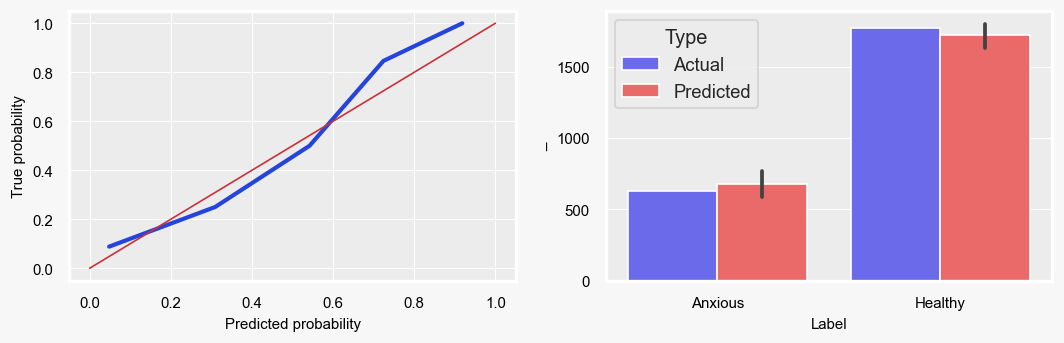 1.0
0.8
0.6
0.4
0.2
0.0
True probability
0.0 0.2 0.4 0.6 0.8 1.0
Predicted probability
Type
Actual
Predicted
1500
1000
500
0
_
Anxious Healthy
Label